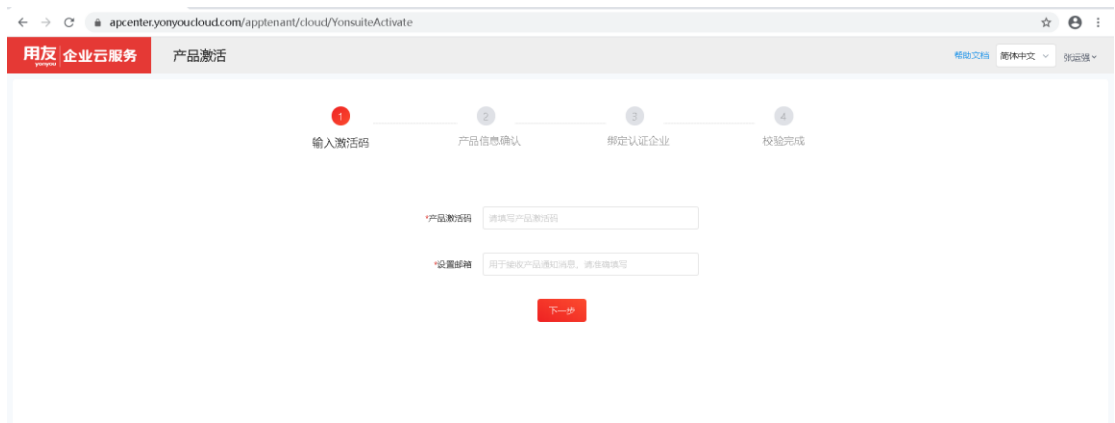 apcenter.yonyoucloud.com/apptenant/cloud/YonsuiteActivate
用友 yonyou 企业云服务 产品激活 帮助文档 简体中文 张运强
1 2 3 4
输入激活码 产品信息确认 绑定认证企业 校验完成
*产品激活码 请填写产品激活码
*设置邮箱 用于接收产品通知消息，请准确填写
下一步